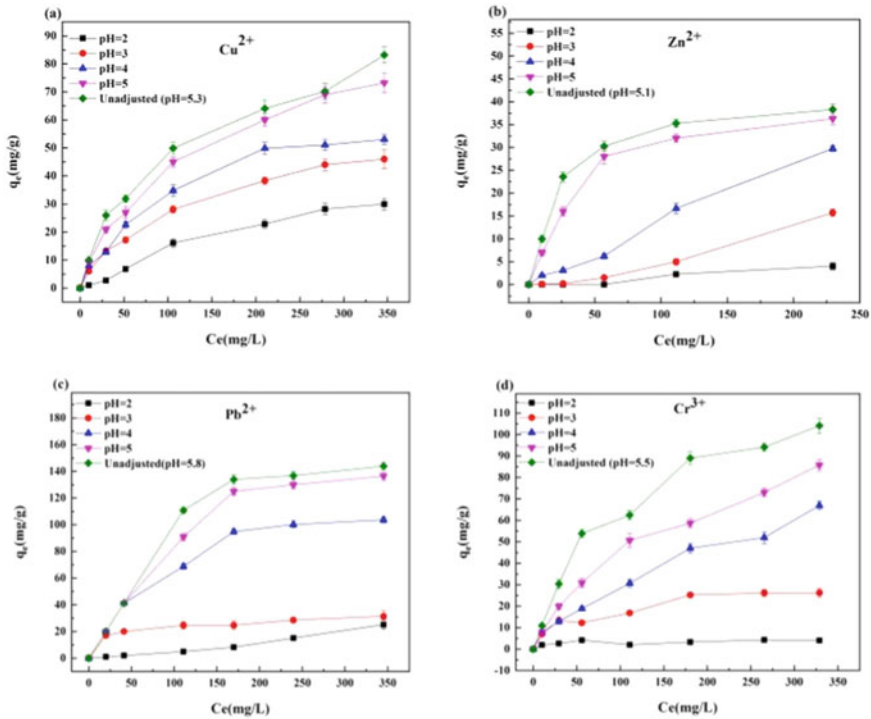 (a)
Cu2+
pH=2
pH=3
pH=4
pH=5
Unadjusted (pH=5.3)
90
80
70
60
50
40
30
20
10
0
qe(mg/g)
0 50 100 150 200 250 300 350 400
Ce(mg/L)
(b)
Zn2+
pH=2
pH=3
pH=4
pH=5
Unadjusted (pH=5.1)
55
50
45
40
35
30
25
20
15
10
5
0
qe(mg/g)
0 50 100 150 200 250
Ce(mg/L)
(c)
Pb2+
pH=2
pH=3
pH=4
pH=5
Unadjusted(pH=5.8)
180
160
140
120
100
80
60
40
20
0
qe(mg/g)
0 50 100 150 200 250 300 350
Ce(mg/L)
(d)
Cr3+
pH=2
pH=3
pH=4
pH=5
Unadjusted (pH=5.5)
110
100
90
80
70
60
50
40
30
20
10
0
-10
qe(mg/g)
0 50 100 150 200 250 300 350
Ce(mg/L)